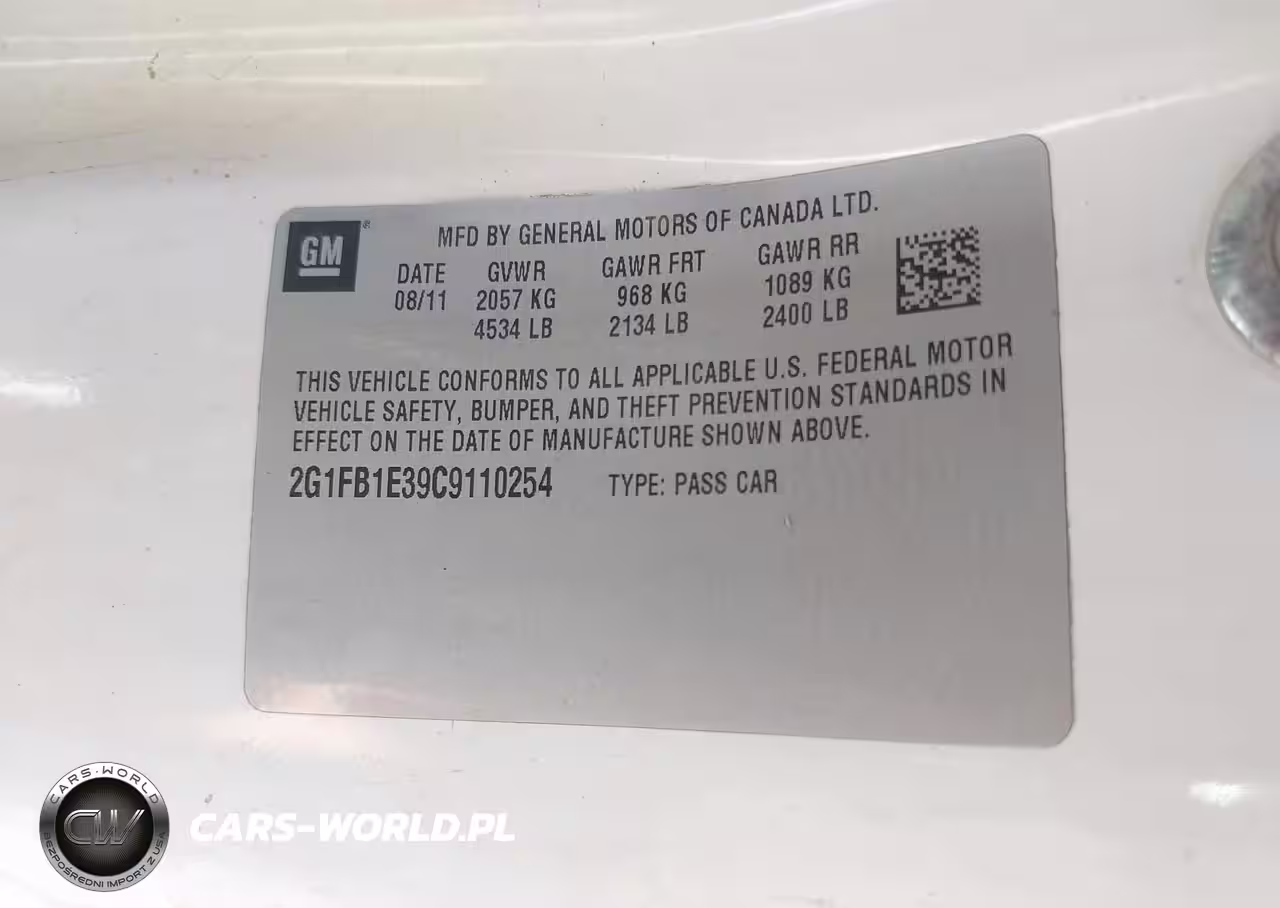 GM®
MFD BY GENERAL MOTORS OF CANADA LTD.
DATE GVWR GAWR FRT GAWR RR
08/11 2057 KG 968 KG 1089 KG
4534 LB 2134 LB 2400 LB
THIS VEHICLE CONFORMS TO ALL APPLICABLE U.S. FEDERAL MOTOR
VEHICLE SAFETY, BUMPER, AND THEFT PREVENTION STANDARDS IN
EFFECT ON THE DATE OF MANUFACTURE SHOWN ABOVE.
2G1FB1E39C9110254 TYPE: PASS CAR
CARS-WORLD
CW
BEZPOŚREDNI IMPORT Z USA
CARS-WORLD.PL